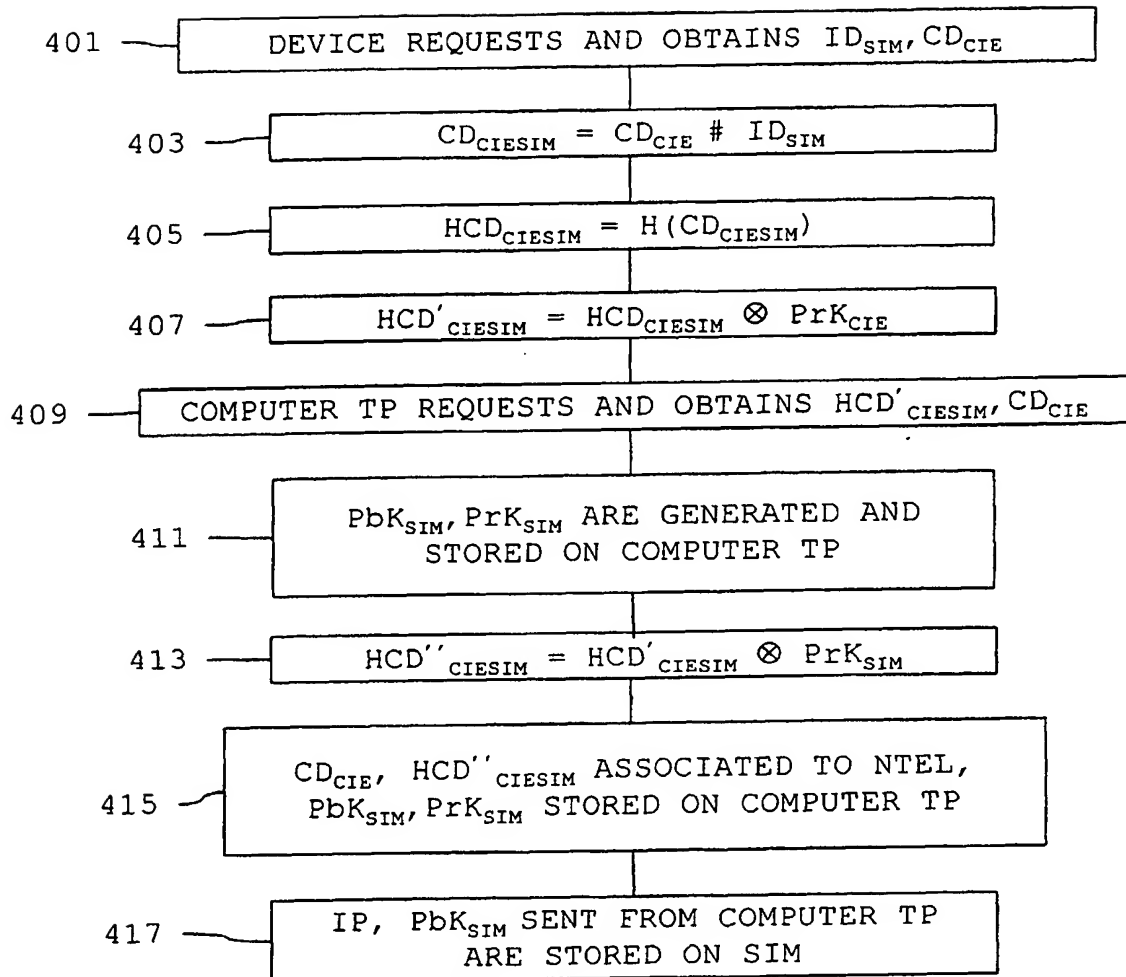 401 DEVICE REQUESTS AND OBTAINS ID_SIM, CD_CIE
403 CD_CIESIM = CD_CIE # ID_SIM
405 HCD_CIESIM = H(CD_CIESIM)
407 HCD'_CIESIM = HCD_CIESIM ⊗ PrK_CIE
409 COMPUTER TP REQUESTS AND OBTAINS HCD'_CIESIM, CD_CIE
411 PbK_SIM, PrK_SIM ARE GENERATED AND
STORED ON COMPUTER TP
413 HCD''_CIESIM = HCD'_CIESIM ⊗ PrK_SIM
415 CD_CIE, HCD''_CIESIM ASSOCIATED TO NTEL,
PbK_SIM, PrK_SIM STORED ON COMPUTER TP
417 IP, PbK_SIM SENT FROM COMPUTER TP
ARE STORED ON SIM